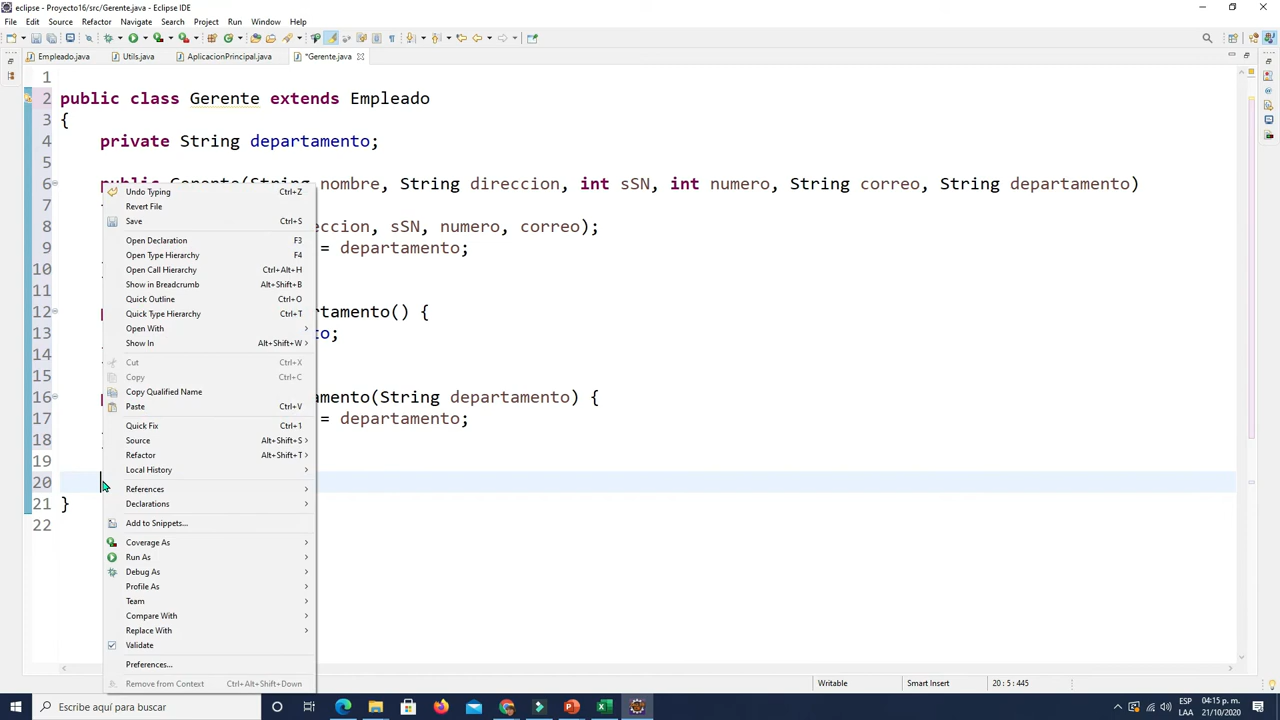 eclipse - Proyecto16/src/Gerente.java - Eclipse IDE
File Edit Source Refactor Navigate Search Project Run Window Help
Empleado.java Utils.java AplicacionPrincipal.java *Gerente.java
1
2 public class Gerente extends Empleado
3 {
4 private String departamento;
5
6 public Gerente(String nombre, String direccion, int sSN, int numero, String correo, String departamento)
7
8 eccion, sSN, numero, correo);
9 = departamento;
10
11
12 rtamento() {
13 to;
14
15
16 amento(String departamento) {
17 = departamento;
18
19
20
21 }
22
Undo Typing Ctrl+Z
Revert File
Save Ctrl+S
Open Declaration F3
Open Type Hierarchy F4
Open Call Hierarchy Ctrl+Alt+H
Show in Breadcrumb Alt+Shift+B
Quick Outline Ctrl+O
Quick Type Hierarchy Ctrl+T
Open With
Show In Alt+Shift+W
Cut Ctrl+X
Copy Ctrl+C
Copy Qualified Name
Paste Ctrl+V
Quick Fix Ctrl+1
Source Alt+Shift+S
Refactor Alt+Shift+T
Local History
References
Declarations
Add to Snippets...
Coverage As
Run As
Debug As
Profile As
Team
Compare With
Replace With
Validate
Preferences...
Remove from Context Ctrl+Alt+Shift+Down
Writable Smart Insert 20 : 5 : 445
Escribe aquí para buscar
ESP 04:15 p. m.
LAA 21/10/2020